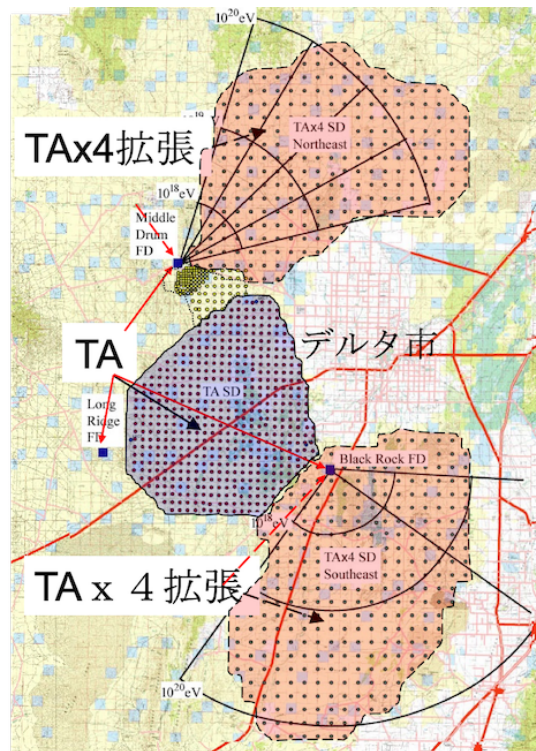 10²⁰eV
TAx4拡張
TAx4 SD
Northeast
10¹⁸eV
Middle
Drum
FD
TA
デルタ市
TA SD
Long
Ridge
FD
Black Rock FD
10¹⁸eV
TAx4 SD
Southeast
TA x 4 拡張
10²⁰eV